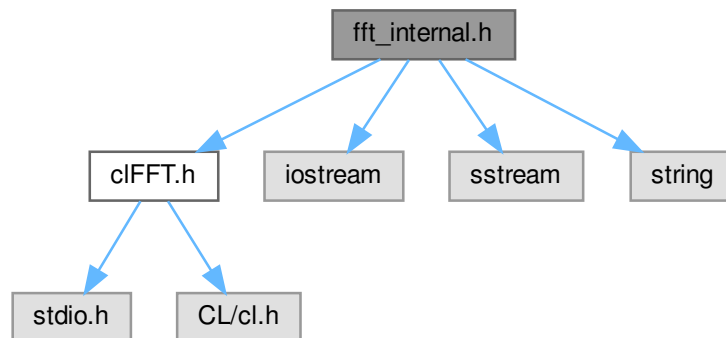 fft_internal.h
clFFT.h
iostream
sstream
string
stdio.h
CL/cl.h